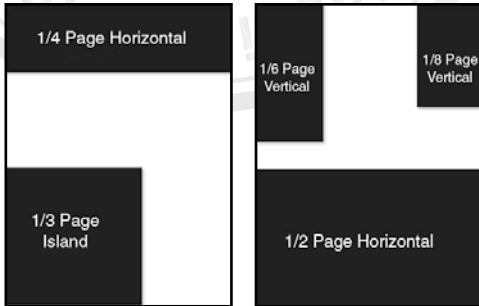 1/4 Page Horizontal
1/3 Page
Island
1/6 Page
Vertical
1/8 Page
Vertical
1/2 Page Horizontal